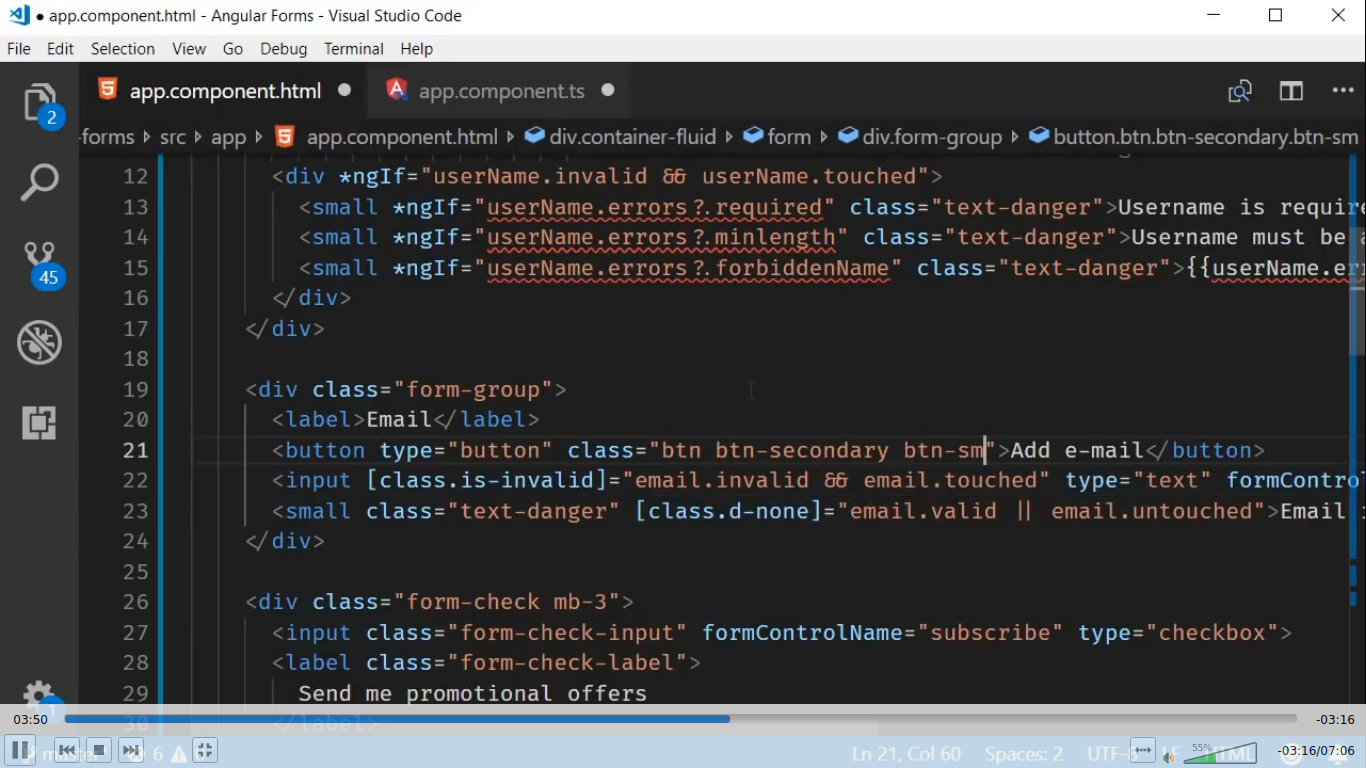 ● app.component.html - Angular Forms - Visual Studio Code
File Edit Selection View Go Debug Terminal Help
app.component.html ● app.component.ts ●
-forms › src › app › app.component.html › div.container-fluid › form › div.form-group › button.btn.btn-secondary.btn-sm
2
45
1
12 <div *ngIf="userName.invalid && userName.touched">
13 <small *ngIf="userName.errors?.required" class="text-danger">Username is require
14 <small *ngIf="userName.errors?.minlength" class="text-danger">Username must be a
15 <small *ngIf="userName.errors?.forbiddenName" class="text-danger">{{userName.err
16 </div>
17 </div>
18
19 <div class="form-group">
20 <label>Email</label>
21 <button type="button" class="btn btn-secondary btn-sm">Add e-mail</button>
22 <input [class.is-invalid]="email.invalid && email.touched" type="text" formContro
23 <small class="text-danger" [class.d-none]="email.valid || email.untouched">Email
24 </div>
25
26 <div class="form-check mb-3">
27 <input class="form-check-input" formControlName="subscribe" type="checkbox">
28 <label class="form-check-label">
29 Send me promotional offers
30 </label>
03:50 -03:16
6 Ln 21, Col 60 Spaces: 2 UTF-8 LF HTML 55% -03:16/07:06